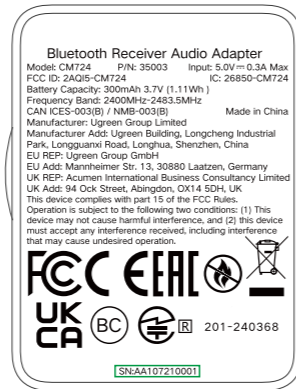 Bluetooth Receiver Audio Adapter
Model: CM724 P/N: 35003 Input: 5.0V⎓0.3A Max
FCC ID: 2AQI5-CM724 IC: 26850-CM724
Battery Capacity: 300mAh 3.7V (1.11Wh )
Frequency Band: 2400MHz-2483.5MHz
CAN ICES-003(B) / NMB-003(B) Made in China
Manufacturer: Ugreen Group Limited
Manufacturer Add: Ugreen Building, Longcheng Industrial
Park, Longguanxi Road, Longhua, Shenzhen, China
EU REP: Ugreen Group GmbH
EU Add: Mannheimer Str. 13, 30880 Laatzen, Germany
UK REP: Acumen International Business Consultancy Limited
UK Add: 94 Ock Street, Abingdon, OX14 5DH, UK
This device complies with part 15 of the FCC Rules.
Operation is subject to the following two conditions: (1) This
device may not cause harmful interference, and (2) this device
must accept any interference received, including interference
that may cause undesired operation.
FCC CE EAC
UK
CA BC R 201-240368
SN:AA107210001